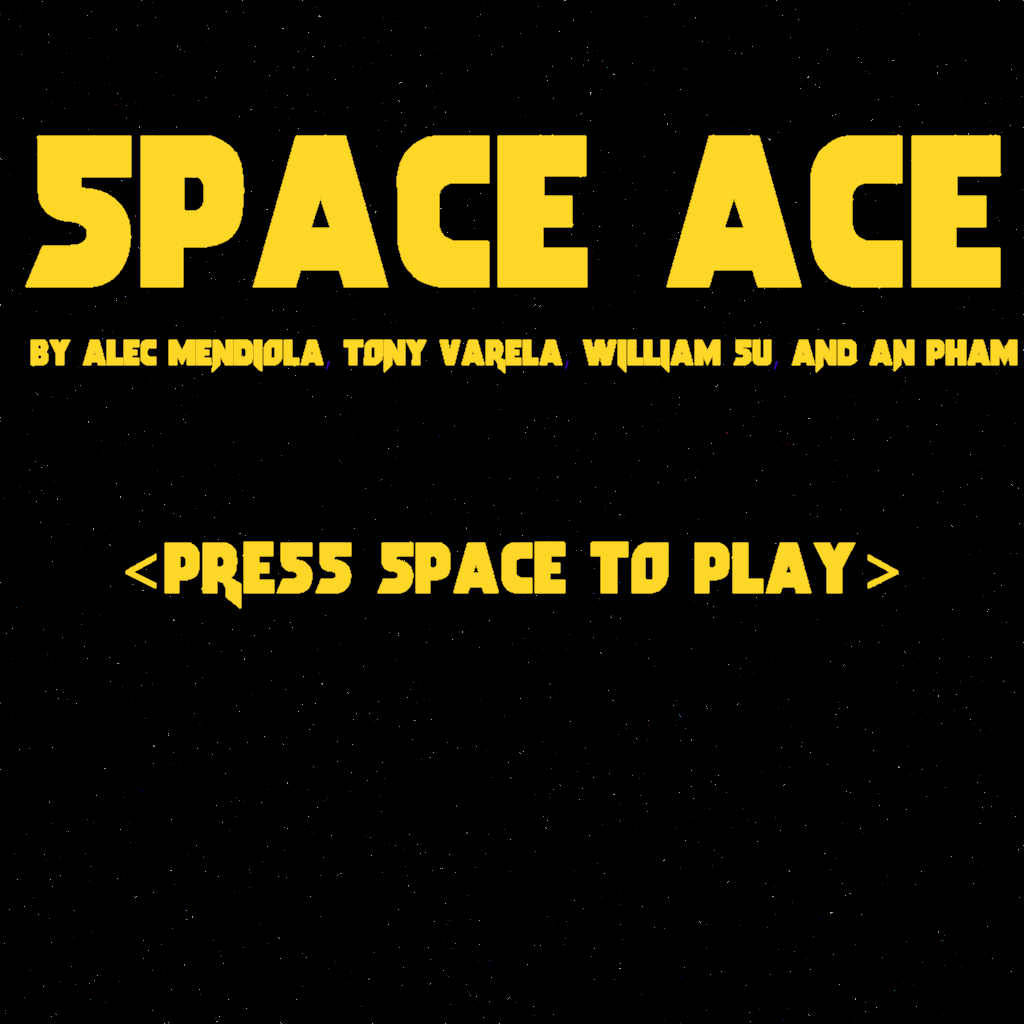 SPACE ACE
BY ALEC MENDIOLA, TONY VARELA, WILLIAM SU, AND AN PHAM
<PRESS SPACE TO PLAY>